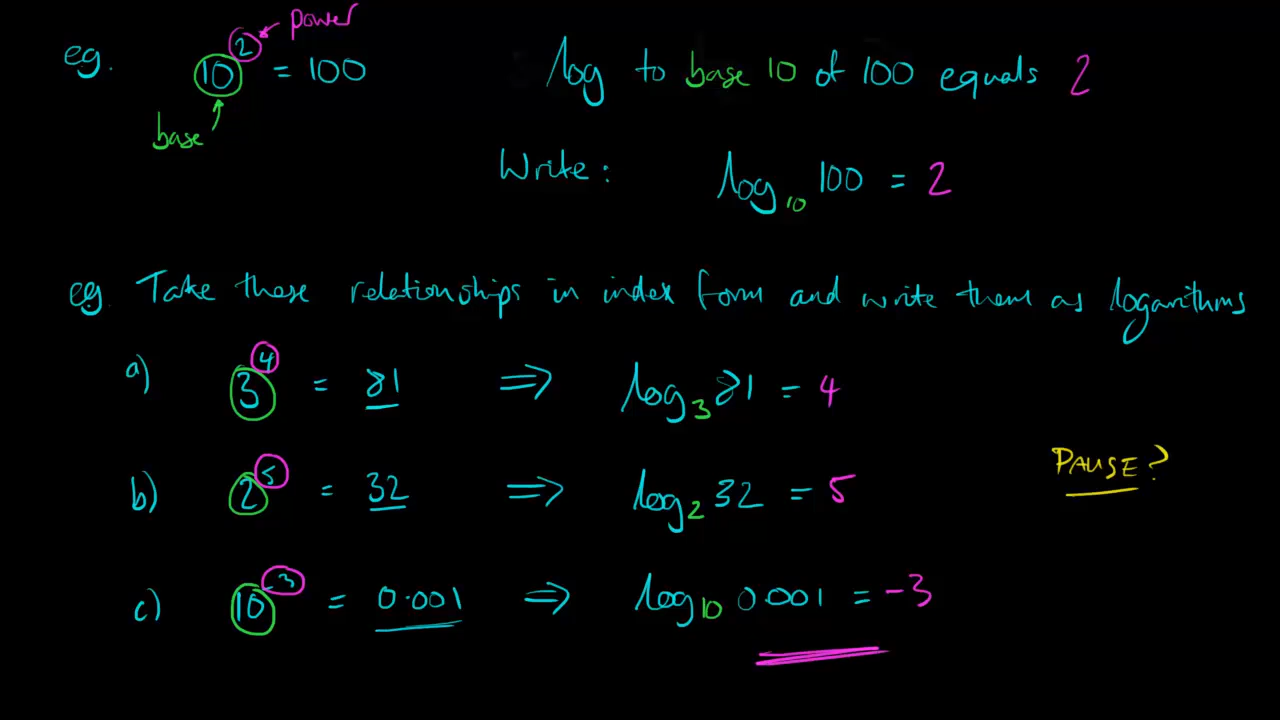 power
eg. 10² = 100 log to base 10 of 100 equals 2
base
Write: log₁₀ 100 = 2
eg. Take these relationships in index form and write them as logarithms
a) 3⁴ = 81 ⇒ log₃ 81 = 4
PAUSE?
b) 2⁵ = 32 ⇒ log₂ 32 = 5
c) 10⁻³ = 0.001 ⇒ log₁₀ 0.001 = -3